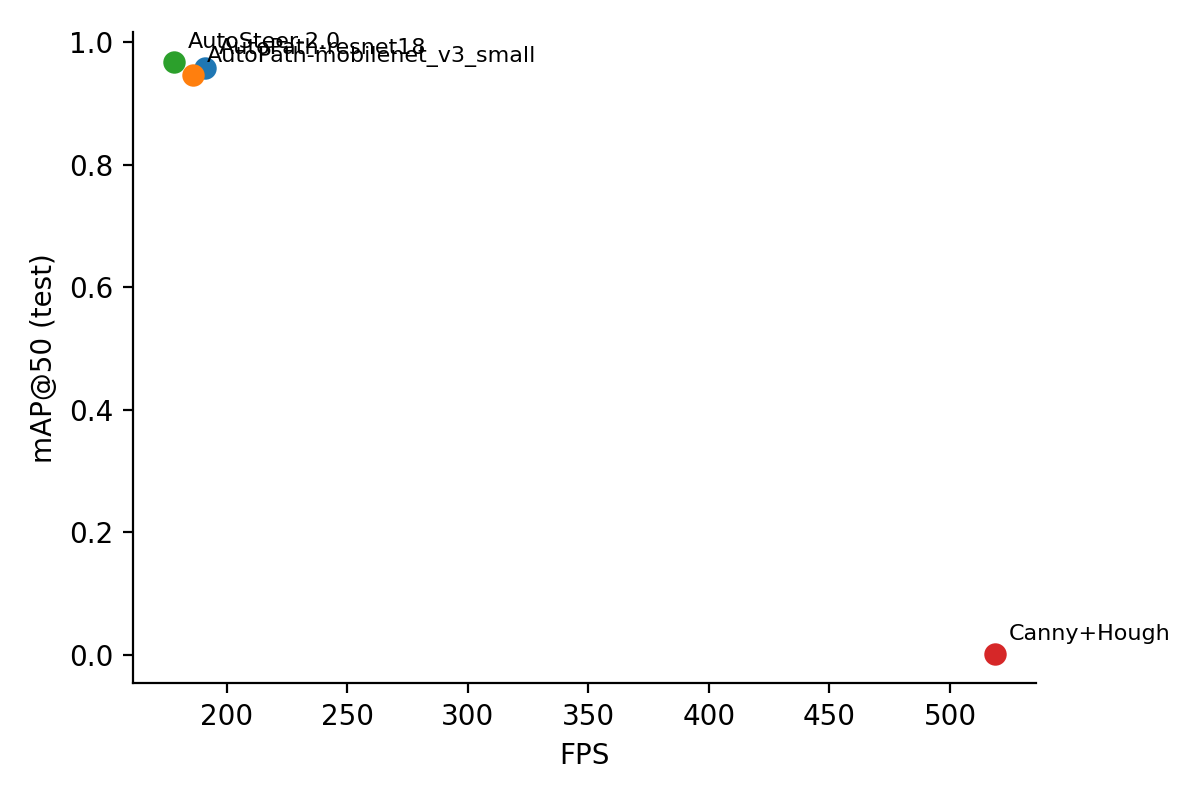 AutoSteer 2.0
AutoPath-resnet18
AutoPath-mobilenet_v3_small
1.0
0.8
0.6
0.4
0.2
0.0
mAP@50 (test)
Canny+Hough
200 250 300 350 400 450 500
FPS